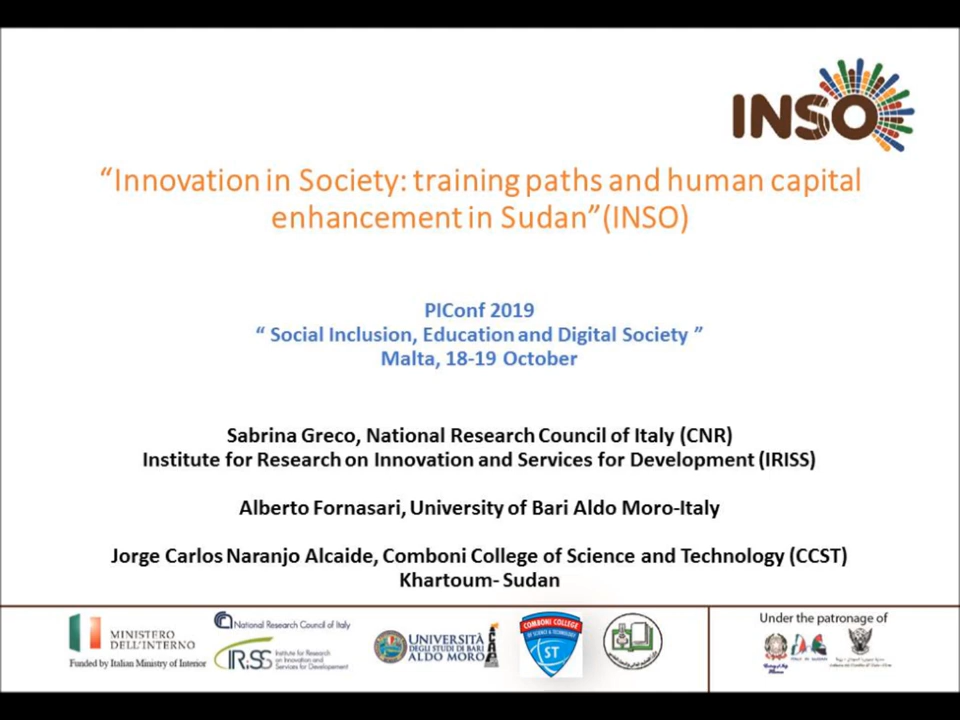 INSO
“Innovation in Society: training paths and human capital
enhancement in Sudan”(INSO)
PIConf 2019
“ Social Inclusion, Education and Digital Society ”
Malta, 18-19 October
Sabrina Greco, National Research Council of Italy (CNR)
Institute for Research on Innovation and Services for Development (IRISS)
Alberto Fornasari, University of Bari Aldo Moro-Italy
Jorge Carlos Naranjo Alcaide, Comboni College of Science and Technology (CCST)
Khartoum- Sudan
MINISTERO
DELL'INTERNO
Funded by Italian Ministry of Interior
National Research Council of Italy
IRISS
Institute for Research
on Innovation and
Services for Development
UNIVERSITÀ
DEGLI STUDI DI BARI
ALDO MORO
COMBONI COLLEGE
OF SCIENCE & TECHNOLOGY
ST
Under the patronage of